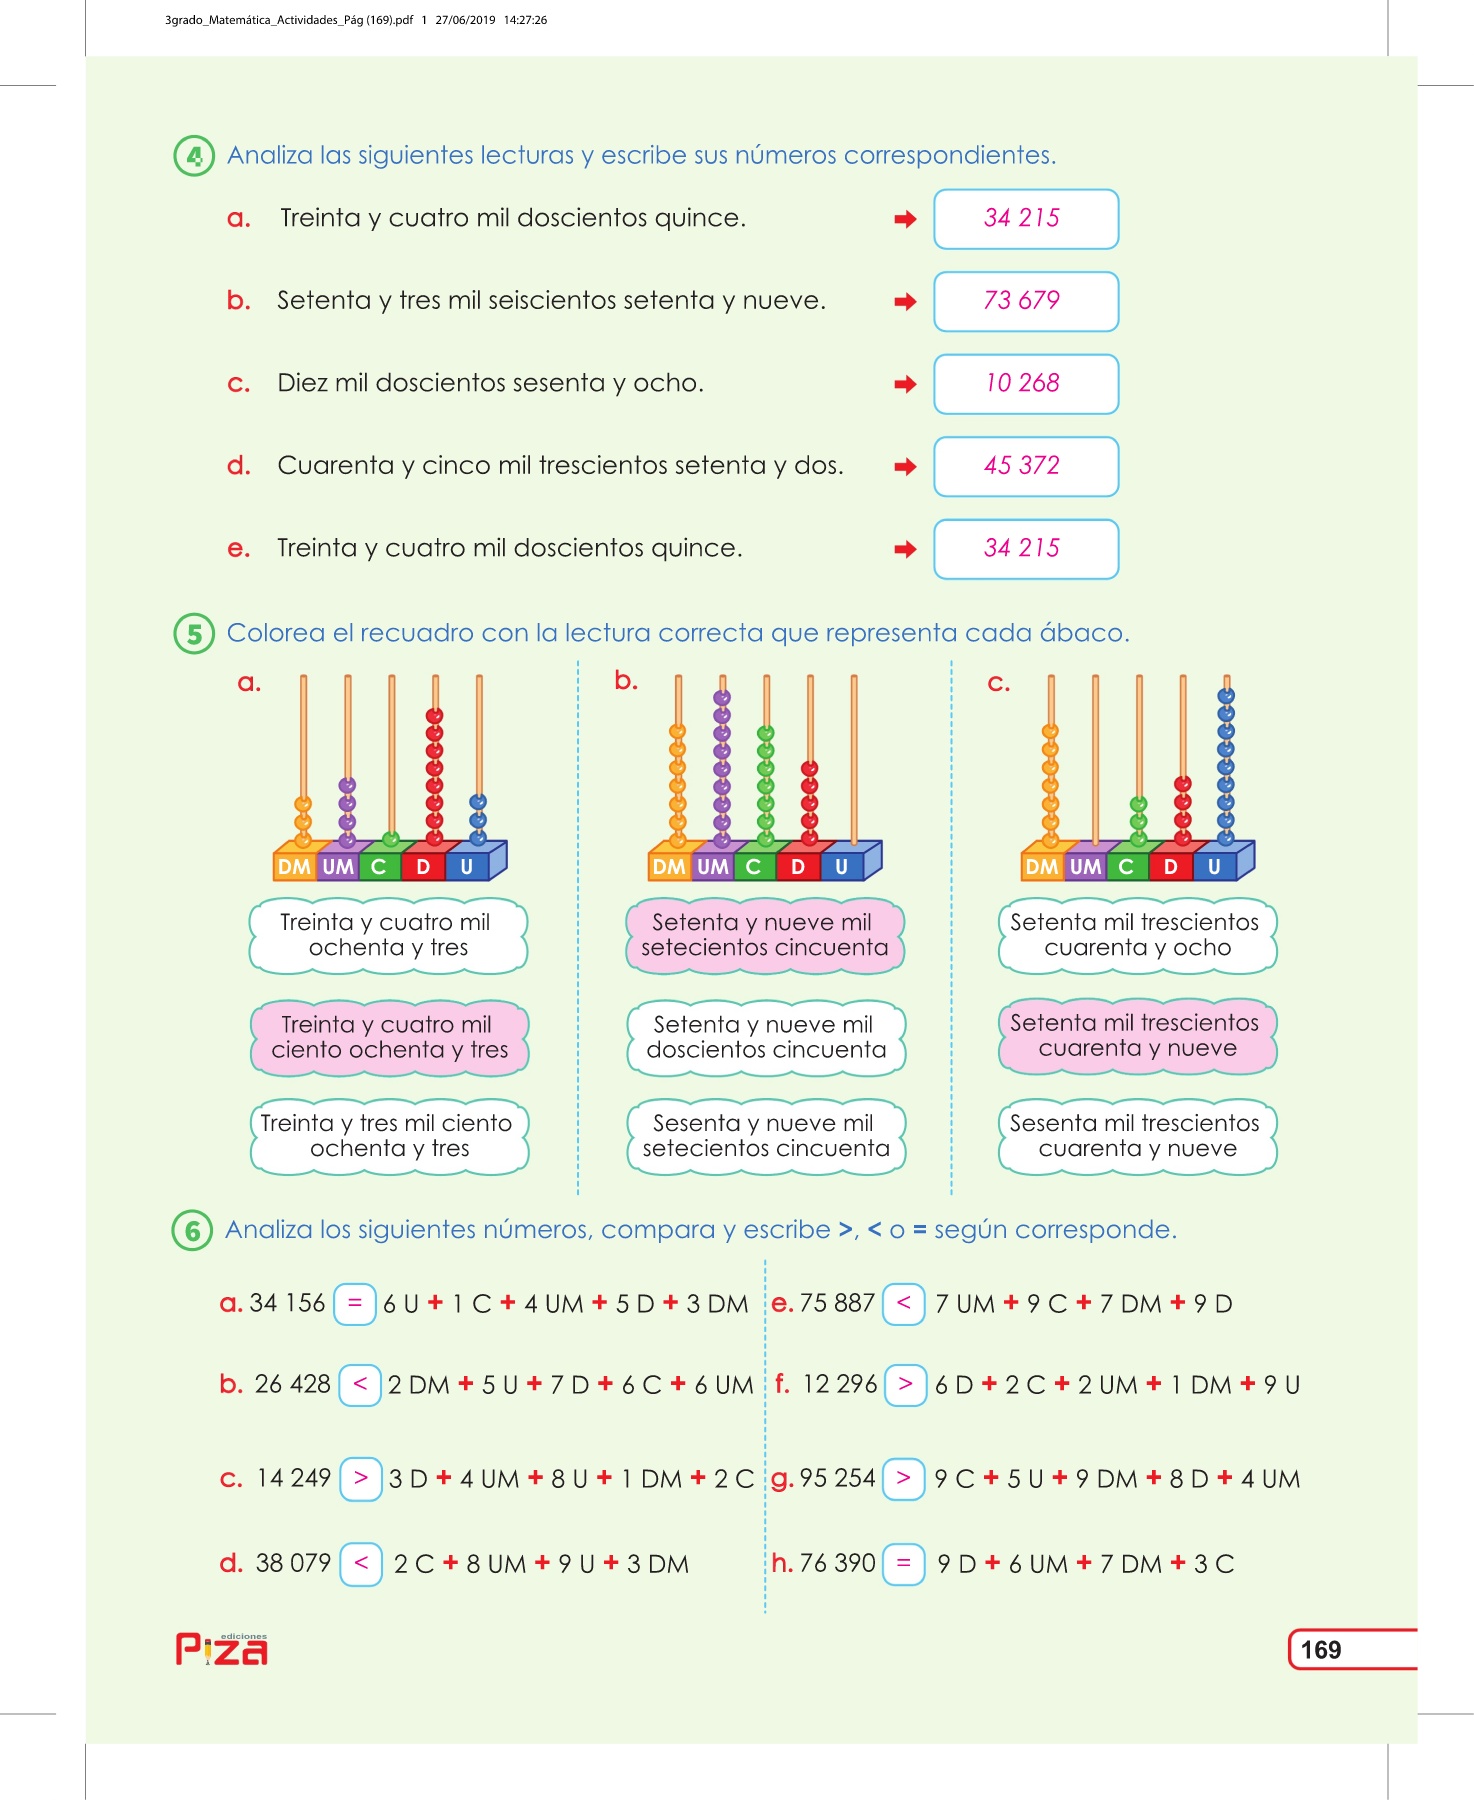 3grado_Matemática_Actividades_Pág (169).pdf 1 27/06/2019 14:27:26
4 Analiza las siguientes lecturas y escribe sus números correspondientes.
a. Treinta y cuatro mil doscientos quince. 34 215
b. Setenta y tres mil seiscientos setenta y nueve. 73 679
c. Diez mil doscientos sesenta y ocho. 10 268
d. Cuarenta y cinco mil trescientos setenta y dos. 45 372
e. Treinta y cuatro mil doscientos quince. 34 215
5 Colorea el recuadro con la lectura correcta que representa cada ábaco.
a.
DM UM C D U
Treinta y cuatro mil
ochenta y tres
Treinta y cuatro mil
ciento ochenta y tres
Treinta y tres mil ciento
ochenta y tres
b.
DM UM C D U
Setenta y nueve mil
setecientos cincuenta
Setenta y nueve mil
doscientos cincuenta
Sesenta y nueve mil
setecientos cincuenta
c.
DM UM C D U
Setenta mil trescientos
cuarenta y ocho
Setenta mil trescientos
cuarenta y nueve
Sesenta mil trescientos
cuarenta y nueve
6 Analiza los siguientes números, compara y escribe >, < o = según corresponde.
a. 34 156 = 6 U + 1 C + 4 UM + 5 D + 3 DM
b. 26 428 < 2 DM + 5 U + 7 D + 6 C + 6 UM
c. 14 249 > 3 D + 4 UM + 8 U + 1 DM + 2 C
d. 38 079 < 2 C + 8 UM + 9 U + 3 DM
e. 75 887 < 7 UM + 9 C + 7 DM + 9 D
f. 12 296 > 6 D + 2 C + 2 UM + 1 DM + 9 U
g. 95 254 > 9 C + 5 U + 9 DM + 8 D + 4 UM
h. 76 390 = 9 D + 6 UM + 7 DM + 3 C
ediciones
Piza
169